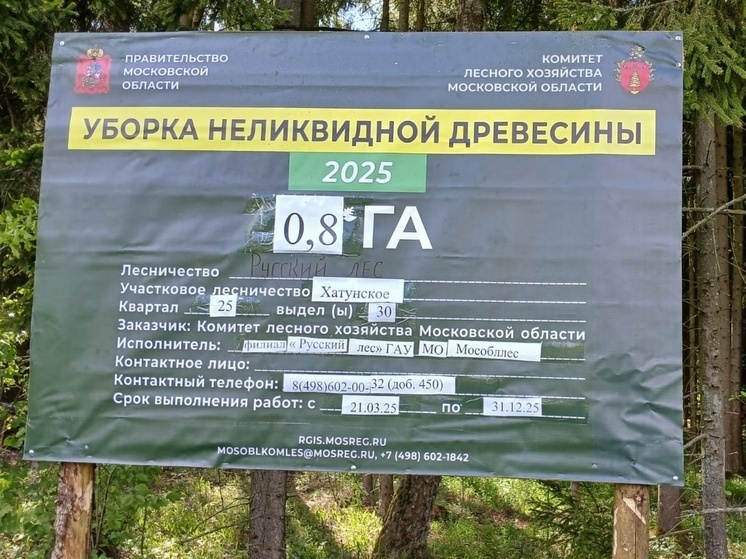 ПРАВИТЕЛЬСТВО
МОСКОВСКОЙ
ОБЛАСТИ
КОМИТЕТ
ЛЕСНОГО ХОЗЯЙСТВА
МОСКОВСКОЙ ОБЛАСТИ
УБОРКА НЕЛИКВИДНОЙ ДРЕВЕСИНЫ
2025
0,8 ГА
Лесничество Русский лес
Участковое лесничество Хатунское
Квартал 25 выдел (ы) 30
Заказчик: Комитет лесного хозяйства Московской области
Исполнитель: филиал «Русский лес» ГАУ МО Мособллес
Контактное лицо:
Контактный телефон: 8(498)602-00-32 (доб. 450)
Срок выполнения работ: с 21.03.25 по 31.12.25
RGIS.MOSREG.RU
MOSOBLKOMLES@MOSREG.RU, +7 (498) 602-1842